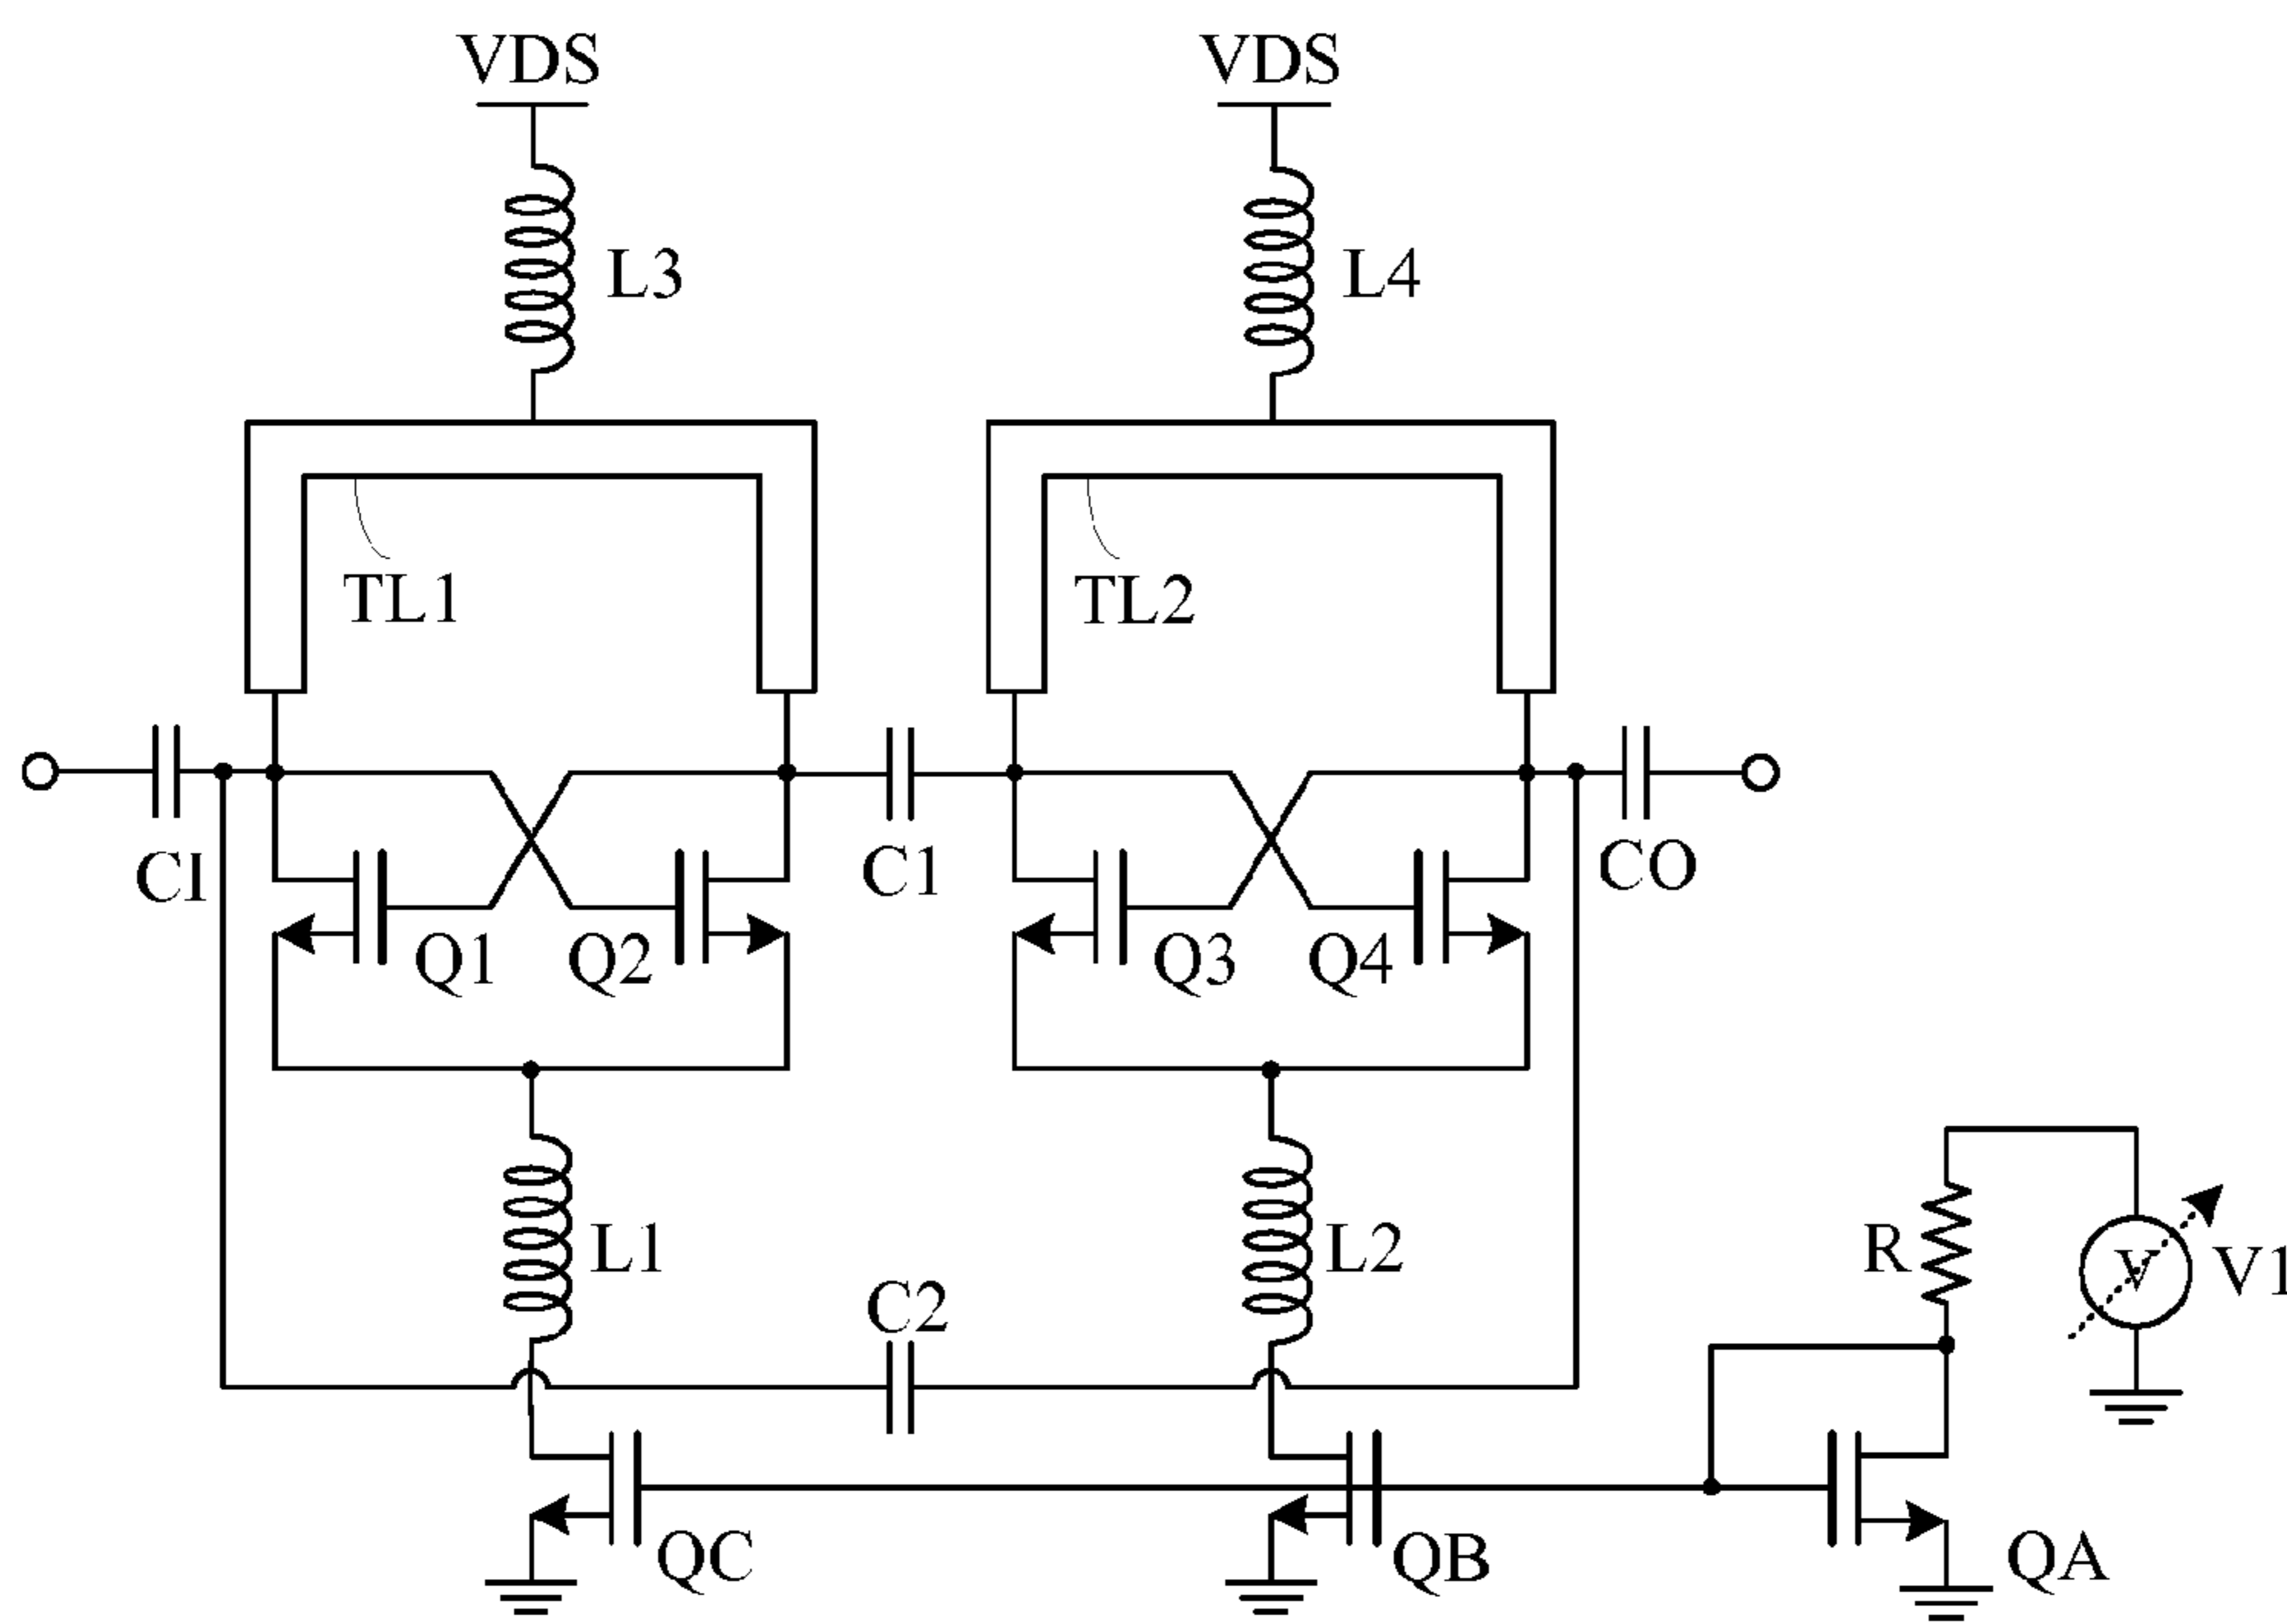 VDS VDS
L3 L4
TL1 TL2
CI C1 CO
Q1 Q2 Q3 Q4
L1 L2 R V V1
C2
QC QB QA